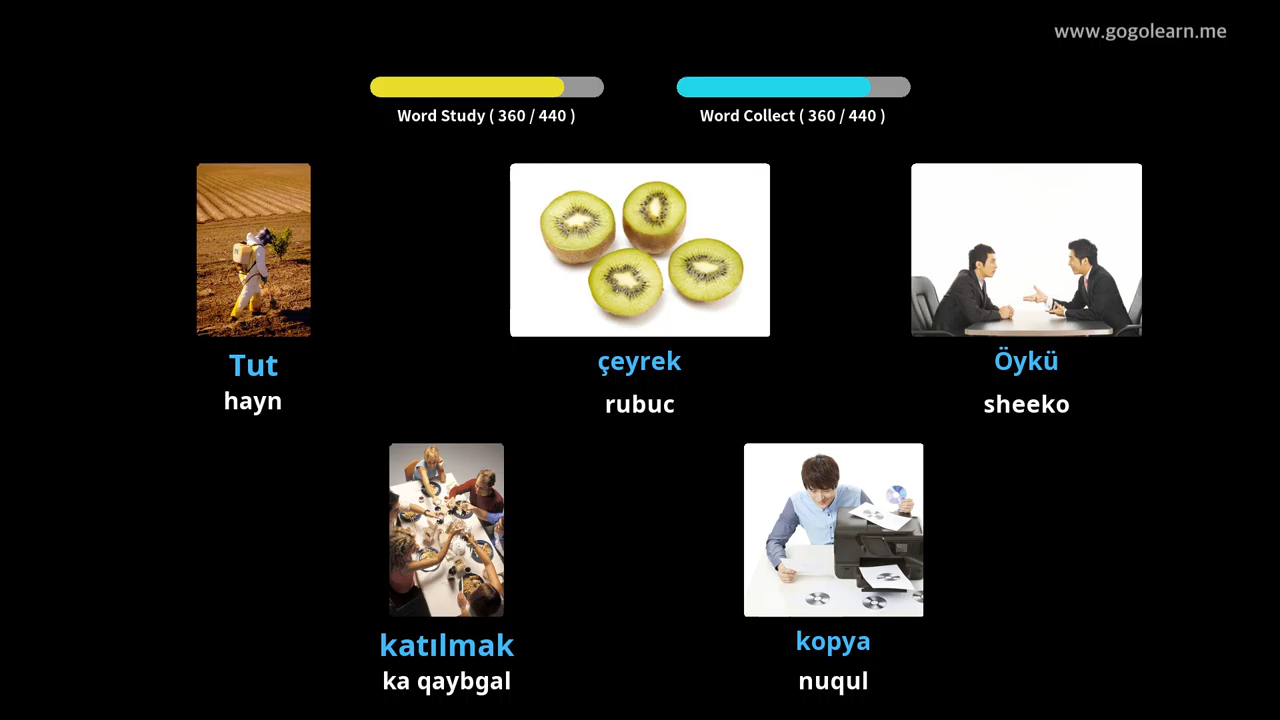 www.gogolearn.me
Word Study ( 360 / 440 )
Word Collect ( 360 / 440 )
Tut
hayn
çeyrek
rubuc
Öykü
sheeko
katılmak
ka qaybgal
kopya
nuqul